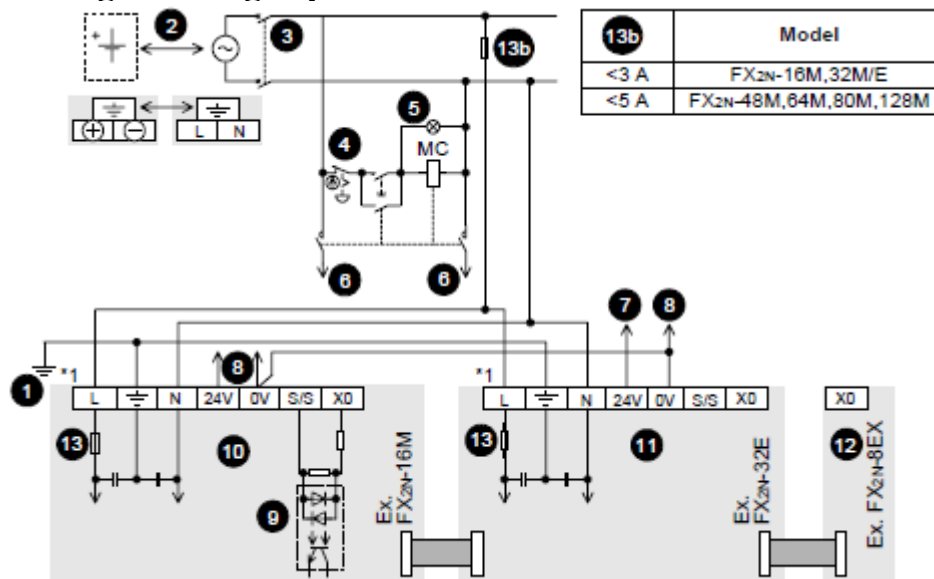 2
3
13b
13b Model
<3 A FX2N-16M,32M/E
<5 A FX2N-48M,64M,80M,128M
+
+ −
L N
5
4
MC
6 6
7 8
8
1
*1 *1
L N 24V 0V S/S X0
L N 24V 0V S/S X0
X0
13 10
13 11 12
9
Ex.
FX2N-16M
Ex.
FX2N-32E
Ex. FX2N-8EX